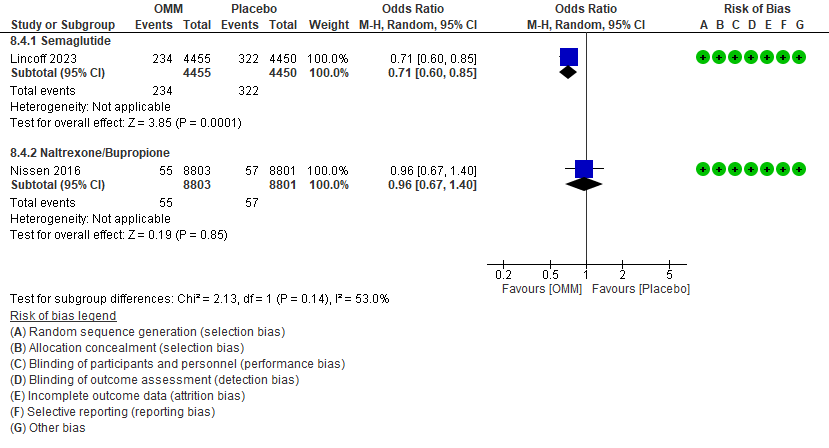 OMM Placebo Odds Ratio Odds Ratio Risk of Bias
Study or Subgroup Events Total Events Total Weight M-H, Random, 95% CI M-H, Random, 95% CI A B C D E F G
8.4.1 Semaglutide
Lincoff 2023 234 4455 322 4450 100.0% 0.71 [0.60, 0.85] + + + + + + +
Subtotal (95% CI) 4455 4450 100.0% 0.71 [0.60, 0.85]
Total events 234 322
Heterogeneity: Not applicable
Test for overall effect: Z = 3.85 (P = 0.0001)
8.4.2 Naltrexone/Bupropione
Nissen 2016 55 8803 57 8801 100.0% 0.96 [0.67, 1.40] + + + + + + +
Subtotal (95% CI) 8803 8801 100.0% 0.96 [0.67, 1.40]
Total events 55 57
Heterogeneity: Not applicable
Test for overall effect: Z = 0.19 (P = 0.85)
0.2 0.5 1 2 5
Favours [OMM] Favours [Placebo]
Test for subgroup differences: Chi² = 2.13, df = 1 (P = 0.14), I² = 53.0%
Risk of bias legend
(A) Random sequence generation (selection bias)
(B) Allocation concealment (selection bias)
(C) Blinding of participants and personnel (performance bias)
(D) Blinding of outcome assessment (detection bias)
(E) Incomplete outcome data (attrition bias)
(F) Selective reporting (reporting bias)
(G) Other bias